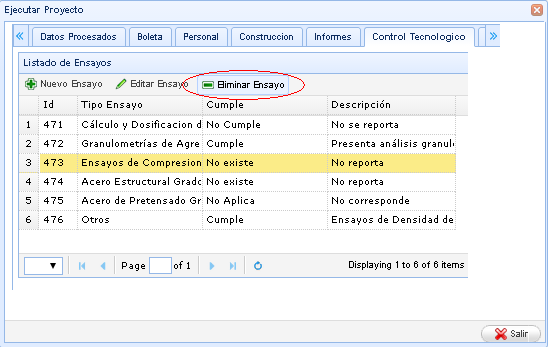 Ejecutar Proyecto
Datos Procesados Boleta Personal Construccion Informes Control Tecnologico
Listado de Ensayos
Nuevo Ensayo Editar Ensayo Eliminar Ensayo
Id Tipo Ensayo Cumple Descripción
1 471 Cálculo y Dosificacion d No Cumple No se reporta
2 472 Granulometrías de Agre Cumple Presenta análisis granul
3 473 Ensayos de Compresion No existe No reporta
4 474 Acero Estructural Grado No existe No reporta
5 475 Acero de Pretensado Gr No Aplica No corresponde
6 476 Otros Cumple Ensayos de Densidad de
Page of 1 Displaying 1 to 6 of 6 items
Salir